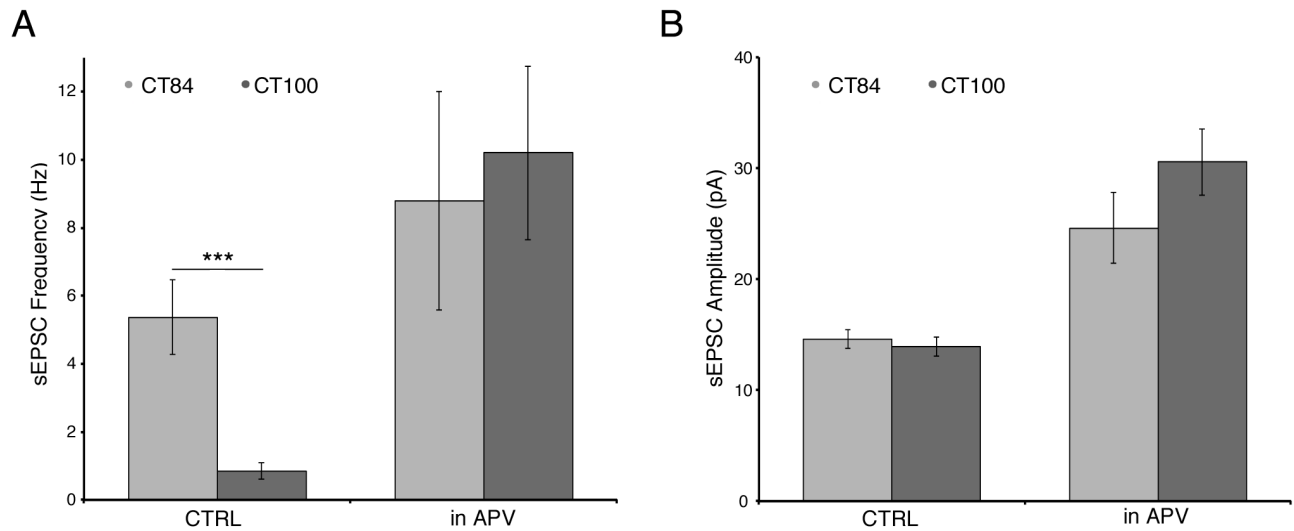 A
sEPSC Frequencv (Hz)
12
10
8
6
4
2
0
CT84
CT100
***
CTRL
in APV
B
sEPSC Amplitude (pA)
40
30
20
10
0
CT84
CT100
CTRL
in APV